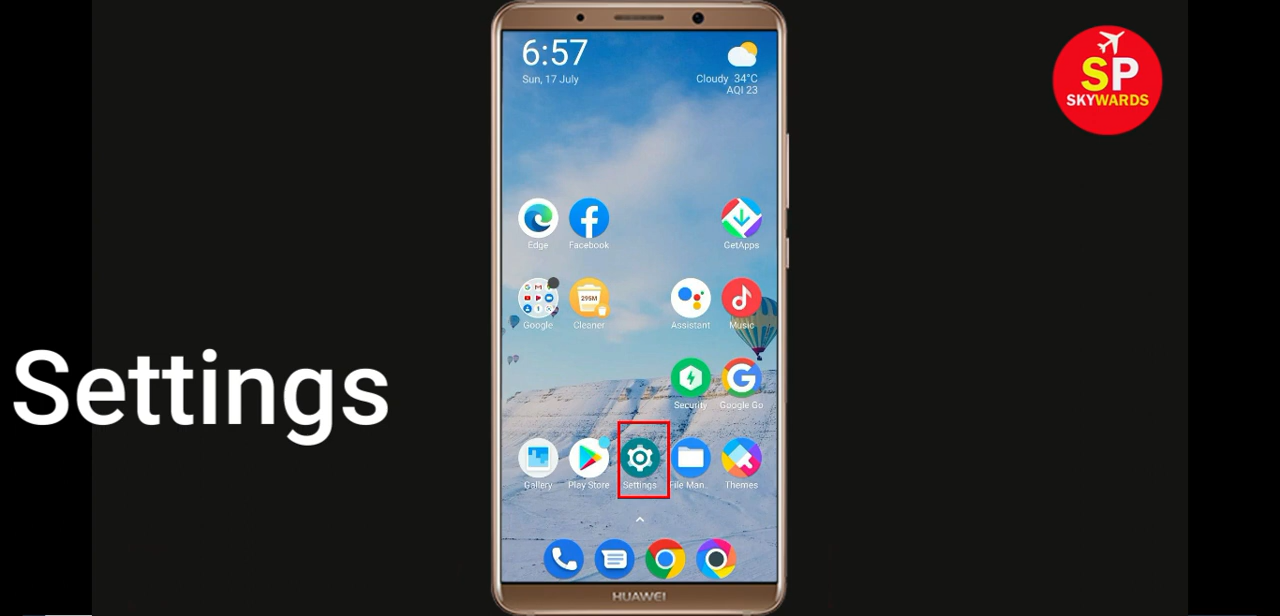 6:57
Sun, 17 July
Cloudy 34°C
AQI 23
SP
SKYWARDS
Edge
Facebook
GetApps
295M
Google
Cleaner
Assistant
Music
Security
Google Go
Settings
Gallery
Play Store
Settings
File Man..
Themes
HUAWEI